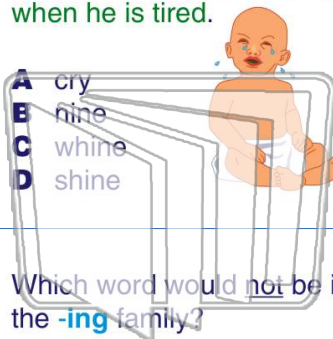 when he is tired.
A cry
B nine
C whine
D shine
Which word would not be i
the -ing family?